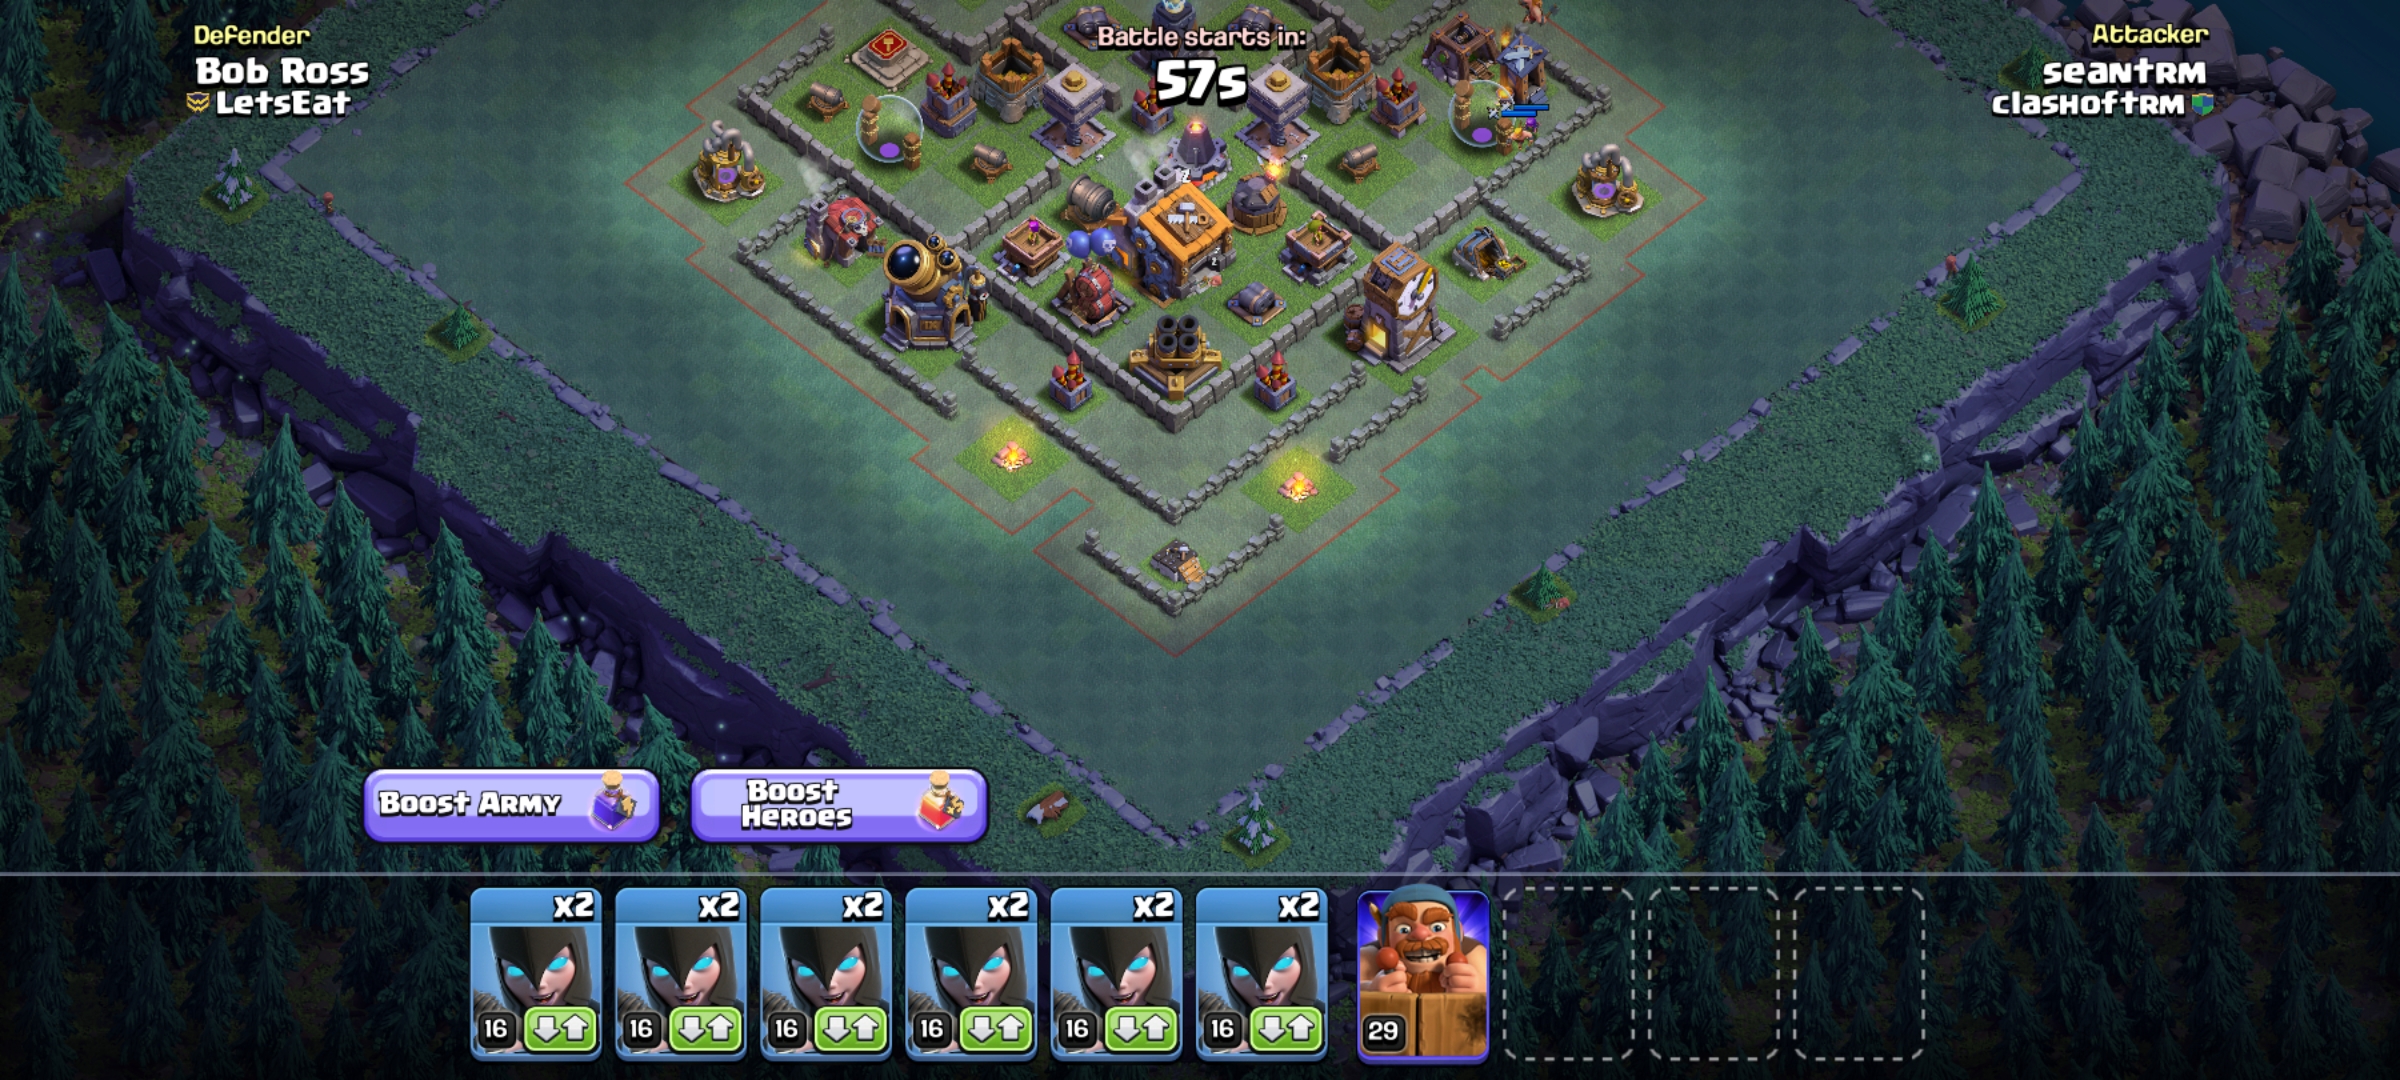 Defender
Bob Ross
LetsEat
Battle starts in:
57s
Attacker
seantRM
clashoftRM
Boost Army
Boost
Heroes
x2
x2
x2
x2
x2
x2
16
16
16
16
16
16
29